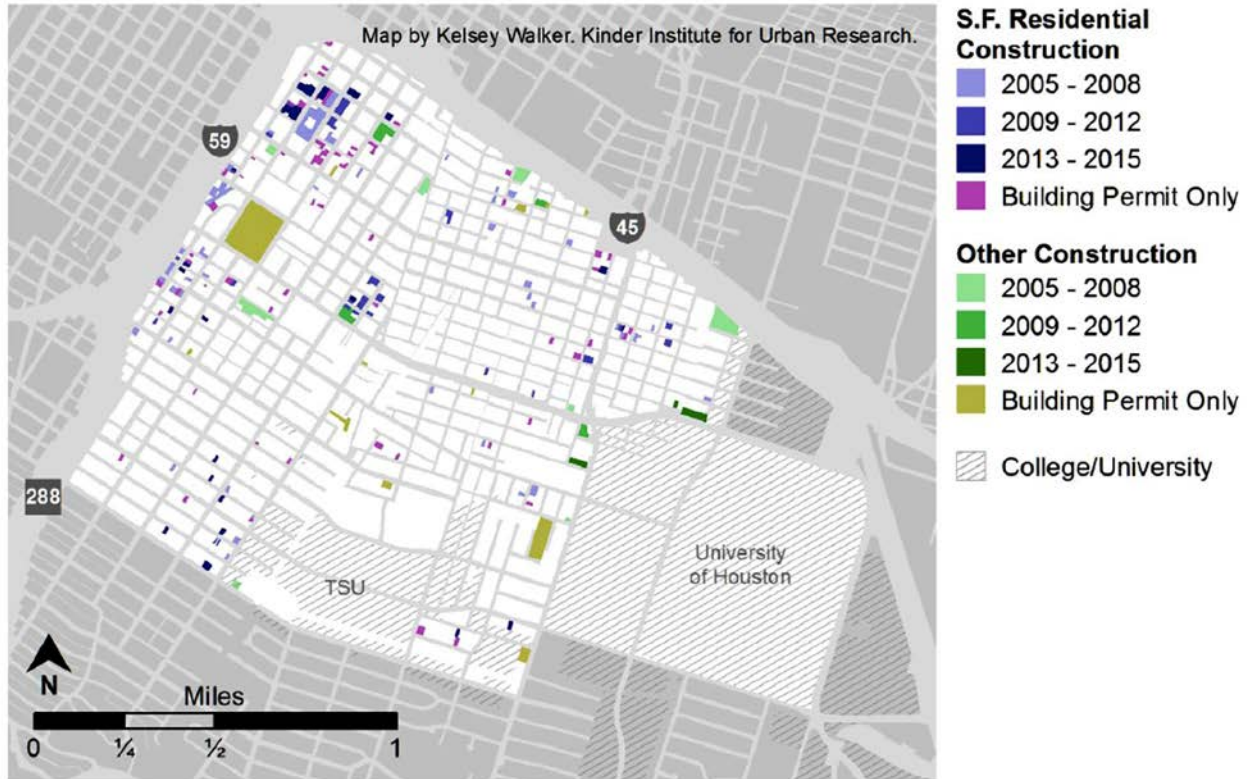 Map by Kelsey Walker. Kinder Institute for Urban Research.
59
45
288
TSU
University
of Houston
N
Miles
0 ¼ ½ 1
S.F. Residential
Construction
2005 - 2008
2009 - 2012
2013 - 2015
Building Permit Only
Other Construction
2005 - 2008
2009 - 2012
2013 - 2015
Building Permit Only
College/University